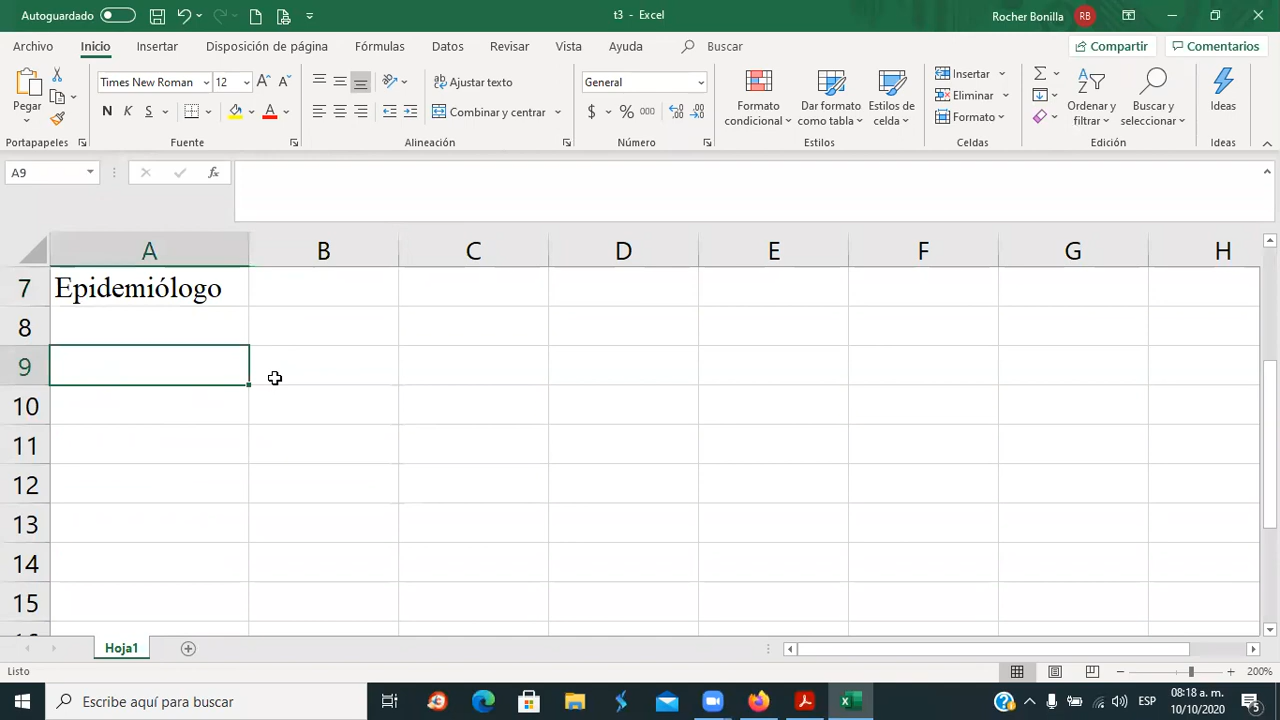 Autoguardado
t3 - Excel
Rocher Bonilla
RB
Archivo
Inicio
Insertar
Disposición de página
Fórmulas
Datos
Revisar
Vista
Ayuda
Buscar
Compartir
Comentarios
Pegar
Portapapeles
Times New Roman
12
N
K
S
Fuente
Ajustar texto
Combinar y centrar
Alineación
General
$
%
000
Número
Formato
condicional
Dar formato
como tabla
Estilos de
celda
Estilos
Insertar
Eliminar
Formato
Celdas
Ordenar y
filtrar
Buscar y
seleccionar
Edición
Ideas
Ideas
A9
fx
A
B
C
D
E
F
G
H
7
Epidemiólogo
8
9
10
11
12
13
14
15
Hoja1
Listo
200%
Escribe aquí para buscar
ESP
08:18 a. m.
10/10/2020
5